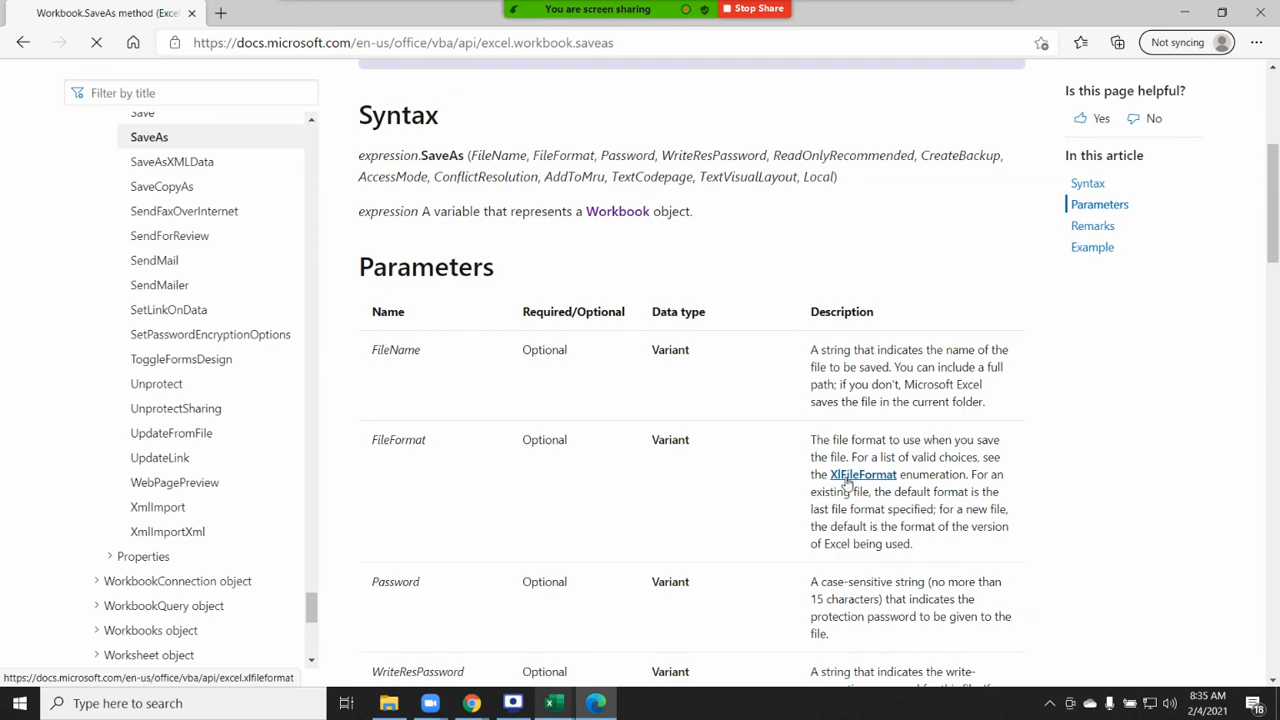 Workbook.SaveAs method (Excel
You are screen sharing
Stop Share
https://docs.microsoft.com/en-us/office/vba/api/excel.workbook.saveas
Not syncing
Filter by title
Save
SaveAs
SaveAsXMLData
SaveCopyAs
SendFaxOverInternet
SendForReview
SendMail
SendMailer
SetLinkOnData
SetPasswordEncryptionOptions
ToggleFormsDesign
Unprotect
UnprotectSharing
UpdateFromFile
UpdateLink
WebPagePreview
XmlImport
XmlImportXml
Properties
WorkbookConnection object
WorkbookQuery object
Workbooks object
Worksheet object
Syntax
expression.SaveAs (FileName, FileFormat, Password, WriteResPassword, ReadOnlyRecommended, CreateBackup,
AccessMode, ConflictResolution, AddToMru, TextCodepage, TextVisualLayout, Local)
expression A variable that represents a Workbook object.
Parameters
Name Required/Optional Data type Description
FileName Optional Variant A string that indicates the name of the
file to be saved. You can include a full
path; if you don't, Microsoft Excel
saves the file in the current folder.
FileFormat Optional Variant The file format to use when you save
the file. For a list of valid choices, see
the XlFileFormat enumeration. For an
existing file, the default format is the
last file format specified; for a new file,
the default is the format of the version
of Excel being used.
Password Optional Variant A case-sensitive string (no more than
15 characters) that indicates the
protection password to be given to the
file.
WriteResPassword Optional Variant A string that indicates the write-
Is this page helpful?
Yes No
In this article
Syntax
Parameters
Remarks
Example
https://docs.microsoft.com/en-us/office/vba/api/excel.xlfileformat
Type here to search
8:35 AM
2/4/2021
18